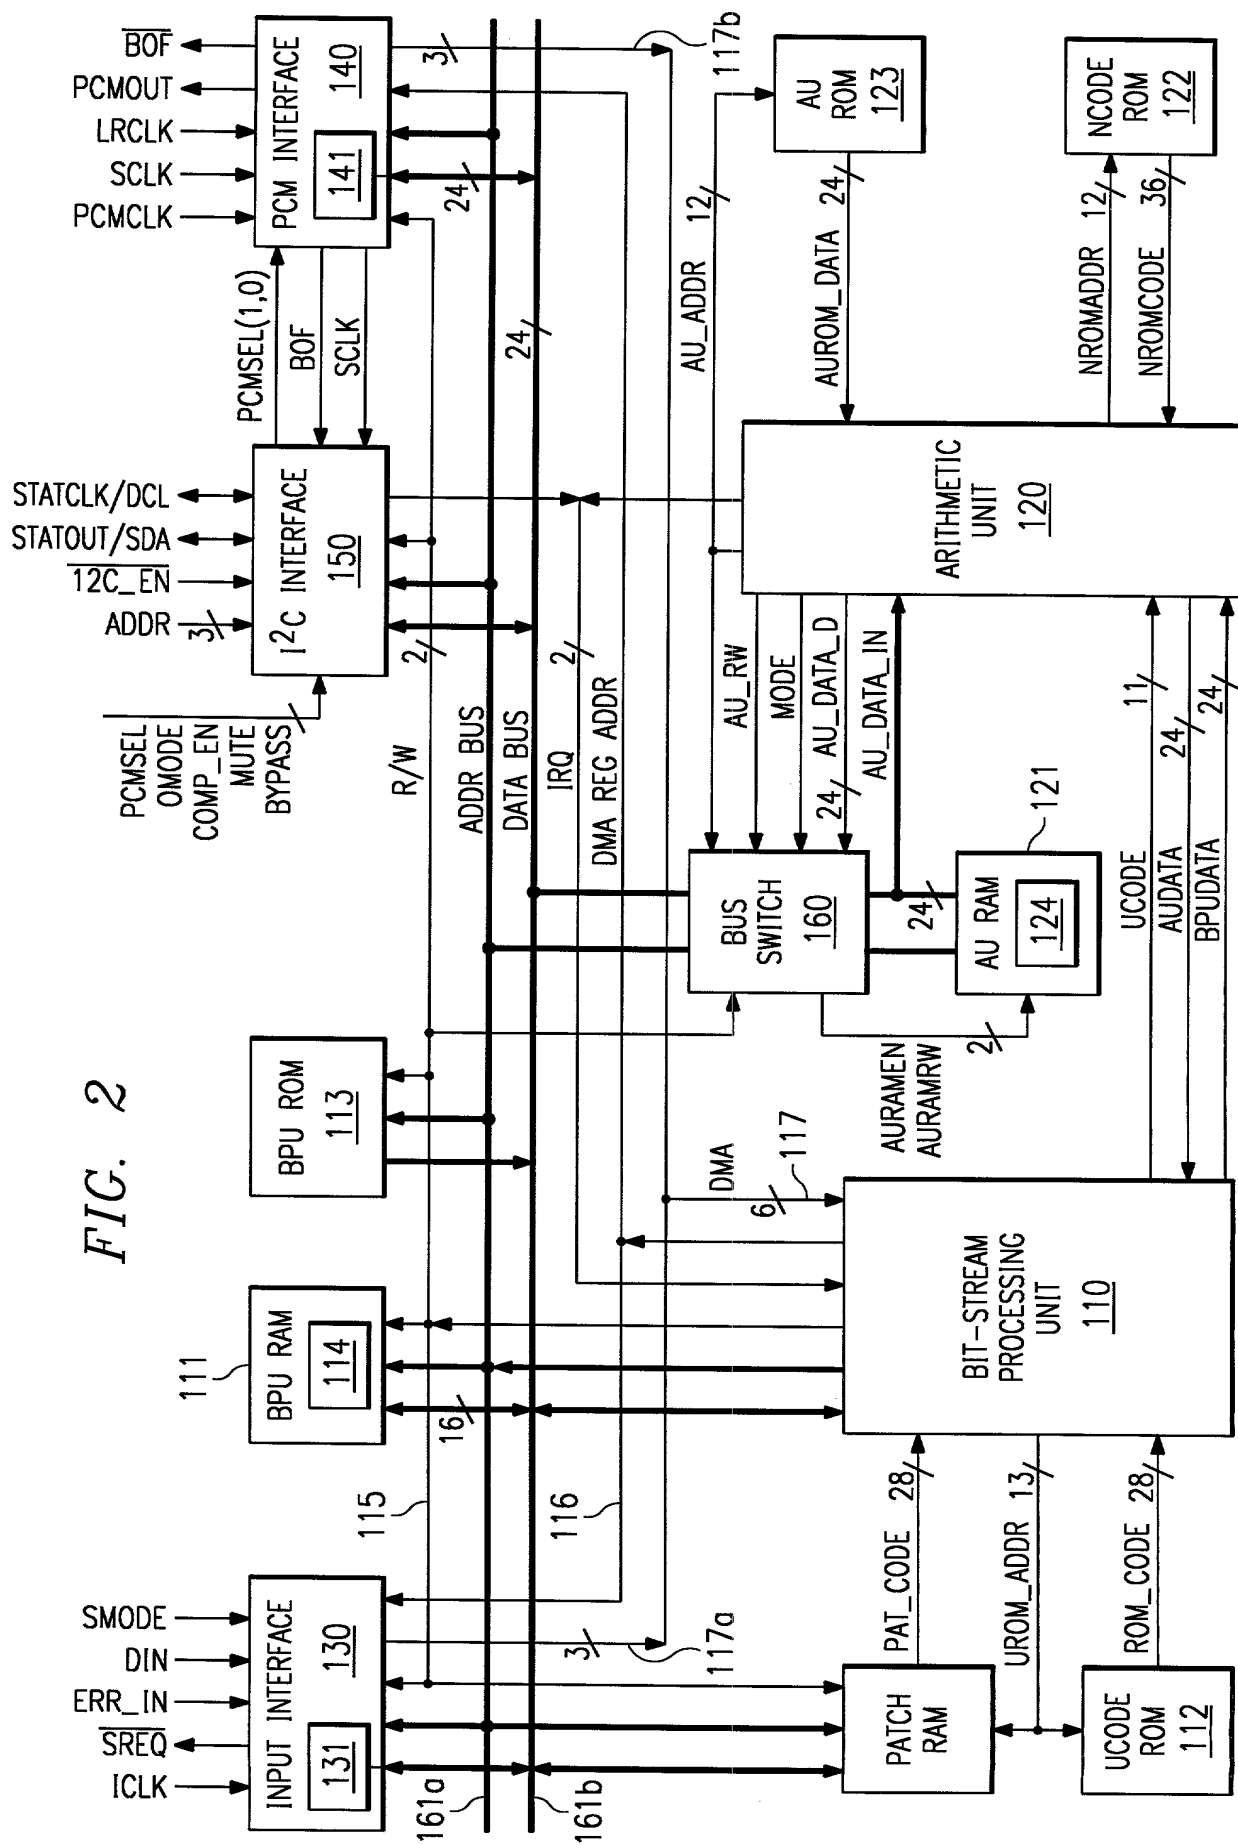 FIG. 2
SMODE
DIN
ERR_IN
SREQ
ICLK
INPUT INTERFACE
130
131
161a
161b
115
116
117a
3
111
BPU RAM
114
16
BPU ROM
113
PCMSEL
OMODE
COMP_EN
MUTE
BYPASS
STATCLK/DCL
STATOUT/SDA
12C_EN
ADDR
3
I2C INTERFACE
150
2
R/W
ADDR BUS
DATA BUS
IRQ
2
DMA REG ADDR
PCMSEL(1,0)
BOF
SCLK
24
BOF
PCMOUT
LRCLK
SCLK
PCMCLK
PCM INTERFACE
140
141
24
3
117b
PATCH
RAM
UCODE
ROM
112
PAT_CODE
28
UROM_ADDR
13
ROM_CODE
28
BIT-STREAM
PROCESSING
UNIT
110
DMA
6
117
AURAMEN
AURAMRW
2
BUS
SWITCH
160
24
AU RAM
124
121
AU_RW
MODE
AU_DATA_D
24
AU_DATA_IN
UCODE
11
AUDATA
24
BPUDATA
24
ARITHMETIC
UNIT
120
AU_ADDR
12
AUROM_DATA
24
AU
ROM
123
NROMADDR
12
NROMCODE
36
NCODE
ROM
122